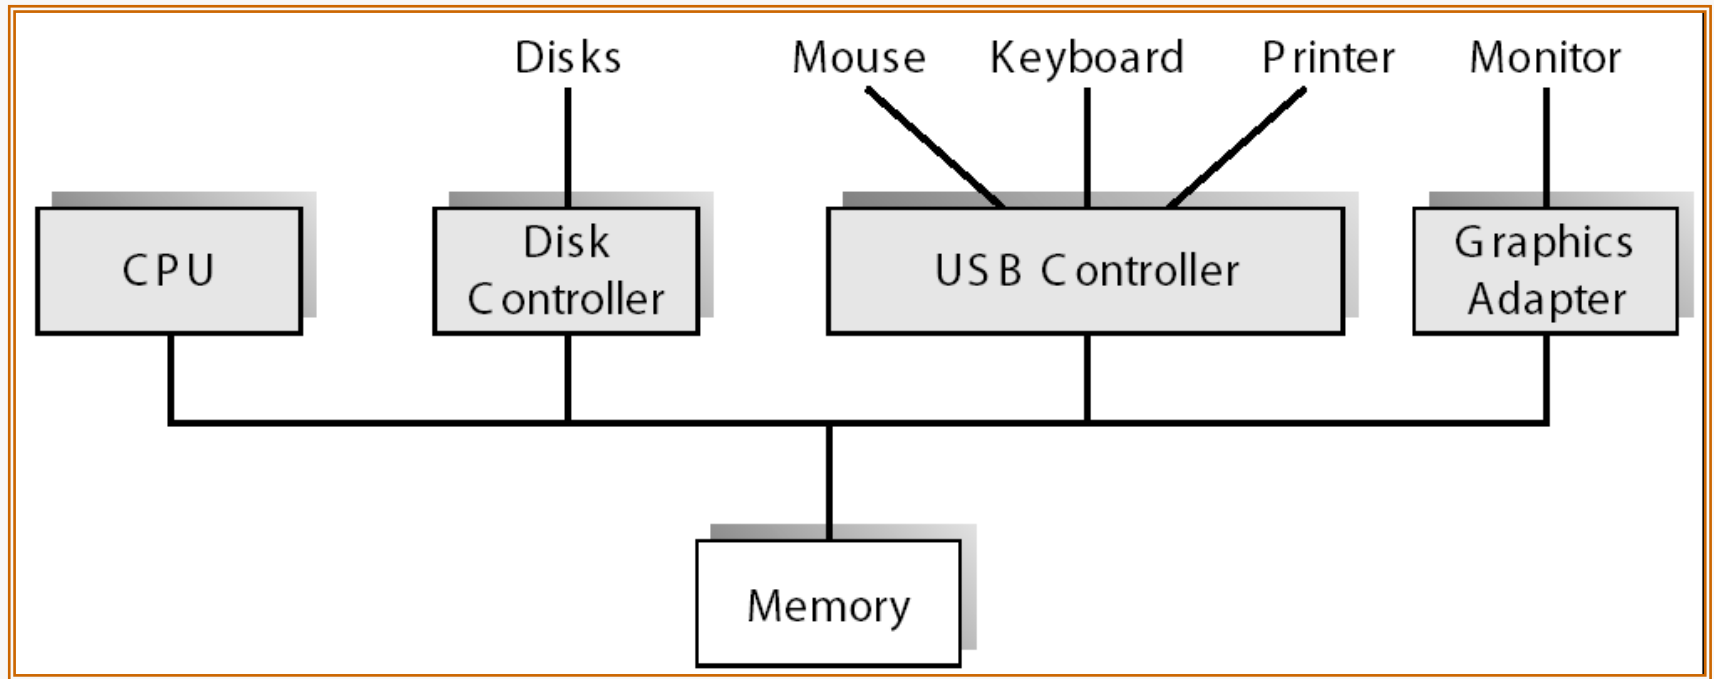 Disks
Mouse
Keyboard
Printer
Monitor
CPU
Disk
Controller
USB Controller
Graphics
Adapter
Memory